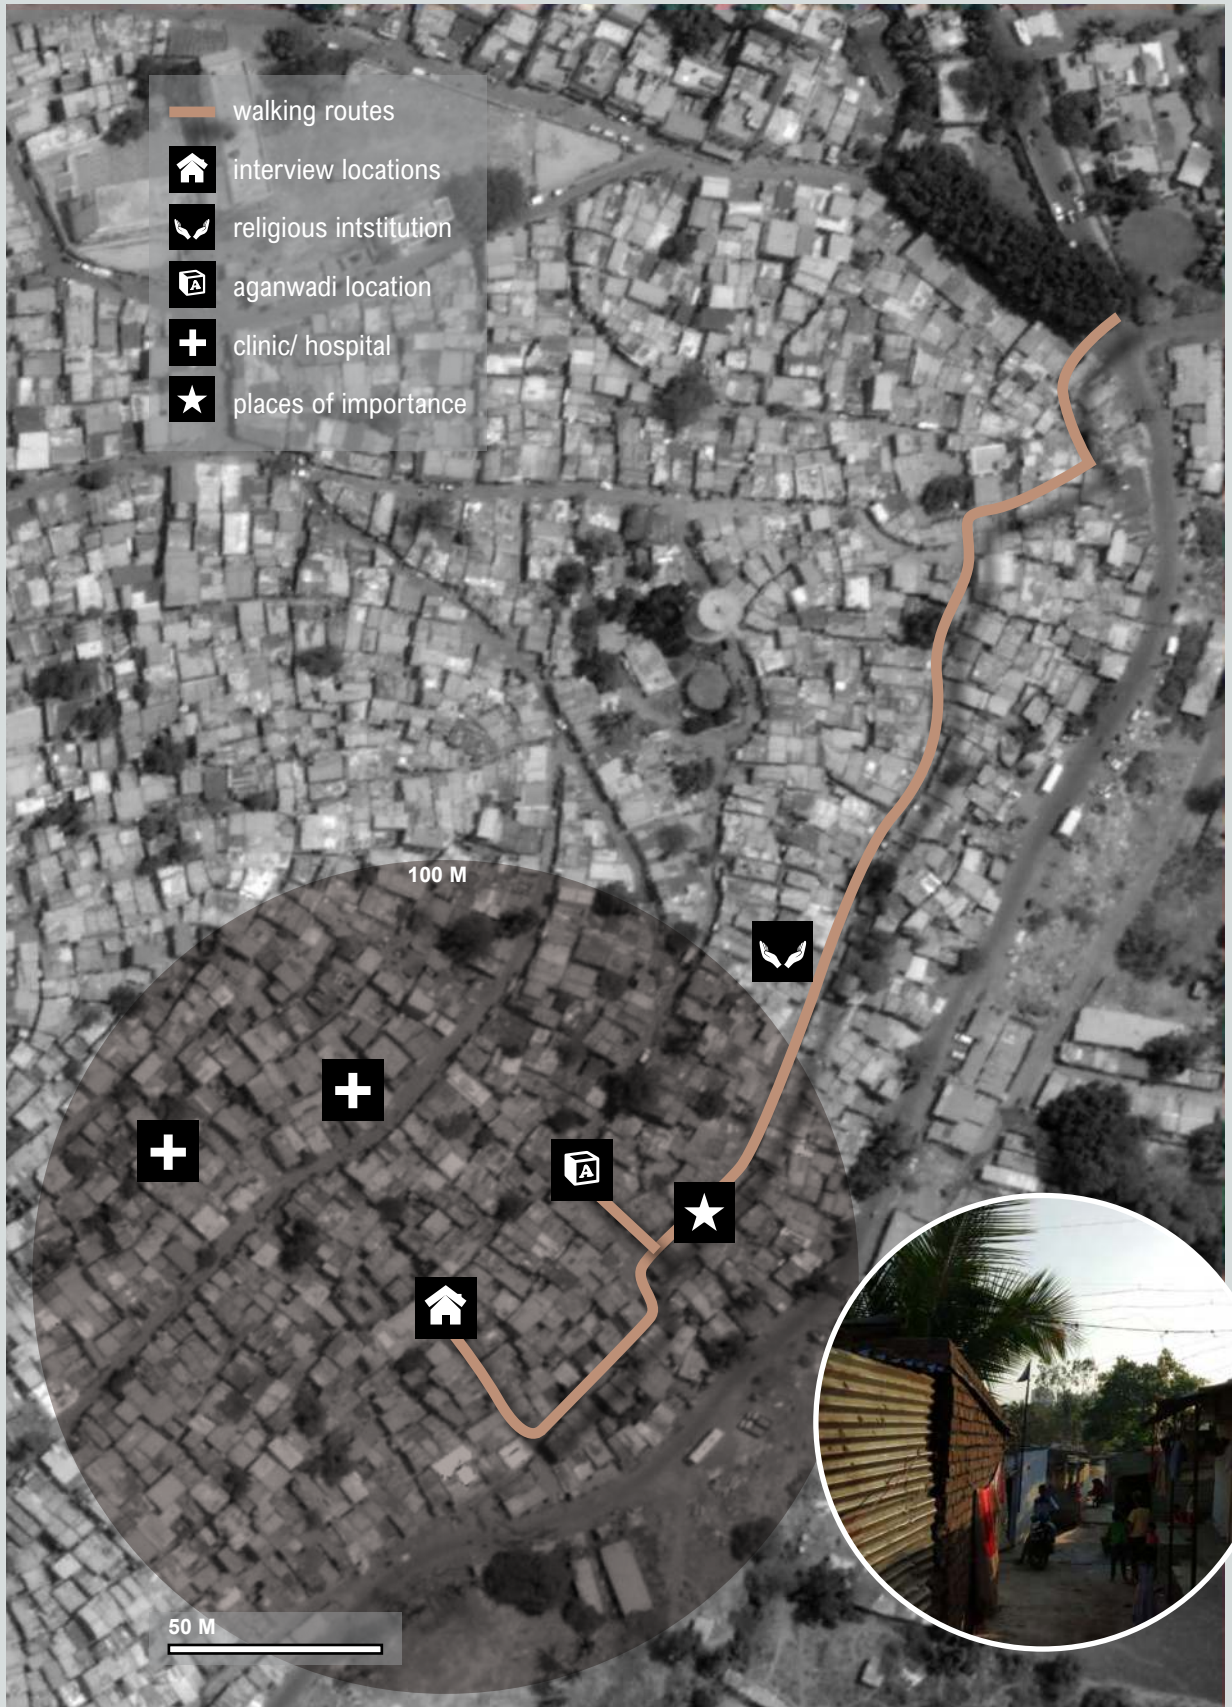 walking routes
interview locations
religious intstitution
aganwadi location
A
clinic/ hospital
places of importance
100 M
A
50 M